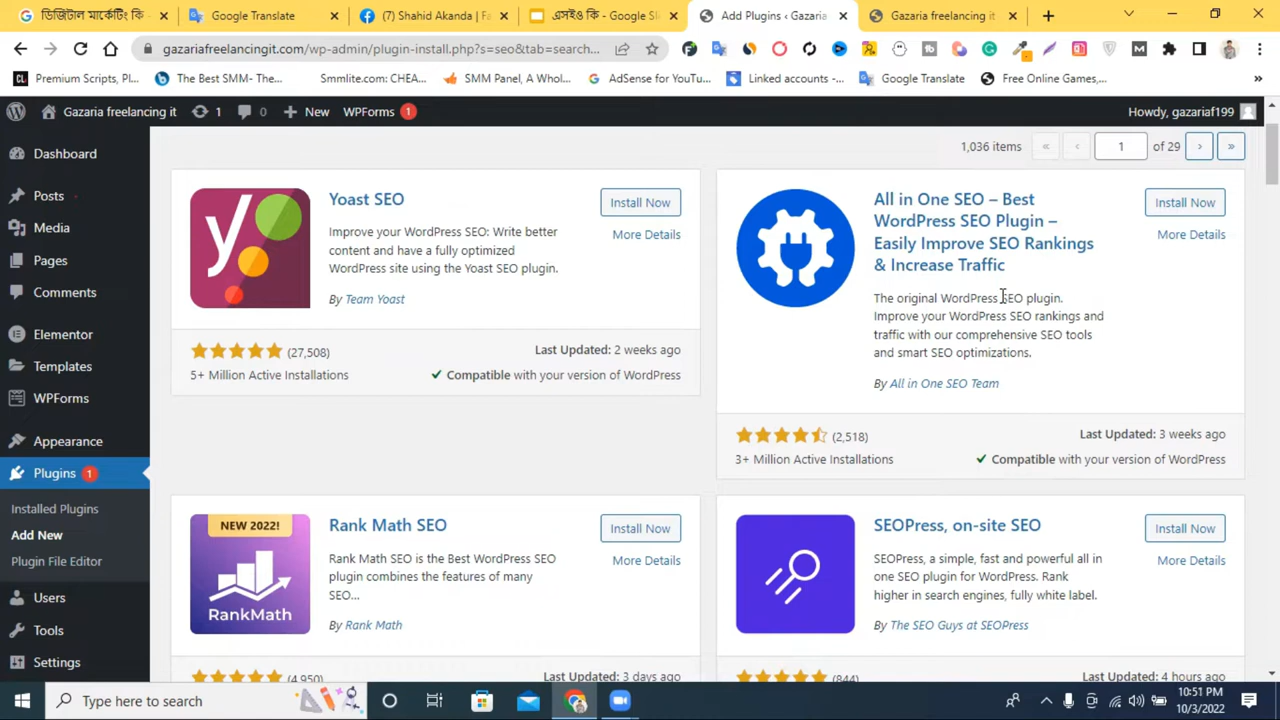 ডিজিটাল মার্কেটিং কি
Google Translate
(7) Shahid Akanda | Fa
এসইও কি - Google Sl
Add Plugins ‹ Gazaria
Gazaria freelancing it
gazariafreelancingit.com/wp-admin/plugin-install.php?s=seo&tab=search...
CL Premium Scripts, Pl...
The Best SMM- The...
Smmlite.com: CHEA...
SMM Panel, A Whol...
AdSense for YouTu...
Linked accounts -...
Google Translate
Free Online Games,...
Gazaria freelancing it
1
0
New
WPForms 1
Howdy, gazariaf199
Dashboard
Posts
Media
Pages
Comments
Elementor
Templates
WPForms
Appearance
Plugins 1
Installed Plugins
Add New
Plugin File Editor
Users
Tools
Settings
1,036 items « ‹ 1 of 29 › »
Yoast SEO
Install Now
More Details
Improve your WordPress SEO: Write better
content and have a fully optimized
WordPress site using the Yoast SEO plugin.
By Team Yoast
(27,508)
Last Updated: 2 weeks ago
5+ Million Active Installations
Compatible with your version of WordPress
All in One SEO – Best
WordPress SEO Plugin –
Easily Improve SEO Rankings
& Increase Traffic
Install Now
More Details
The original WordPress SEO plugin.
Improve your WordPress SEO rankings and
traffic with our comprehensive SEO tools
and smart SEO optimizations.
By All in One SEO Team
(2,518)
Last Updated: 3 weeks ago
3+ Million Active Installations
Compatible with your version of WordPress
NEW 2022!
RankMath
Rank Math SEO
Install Now
More Details
Rank Math SEO is the Best WordPress SEO
plugin combines the features of many
SEO...
By Rank Math
(4,950)
Last Updated: 3 days ago
SEOPress, on-site SEO
Install Now
More Details
SEOPress, a simple, fast and powerful all in
one SEO plugin for WordPress. Rank
higher in search engines, fully white label.
By The SEO Guys at SEOPress
(844)
Last Updated: 4 hours ago
Type here to search
10:51 PM
10/3/2022